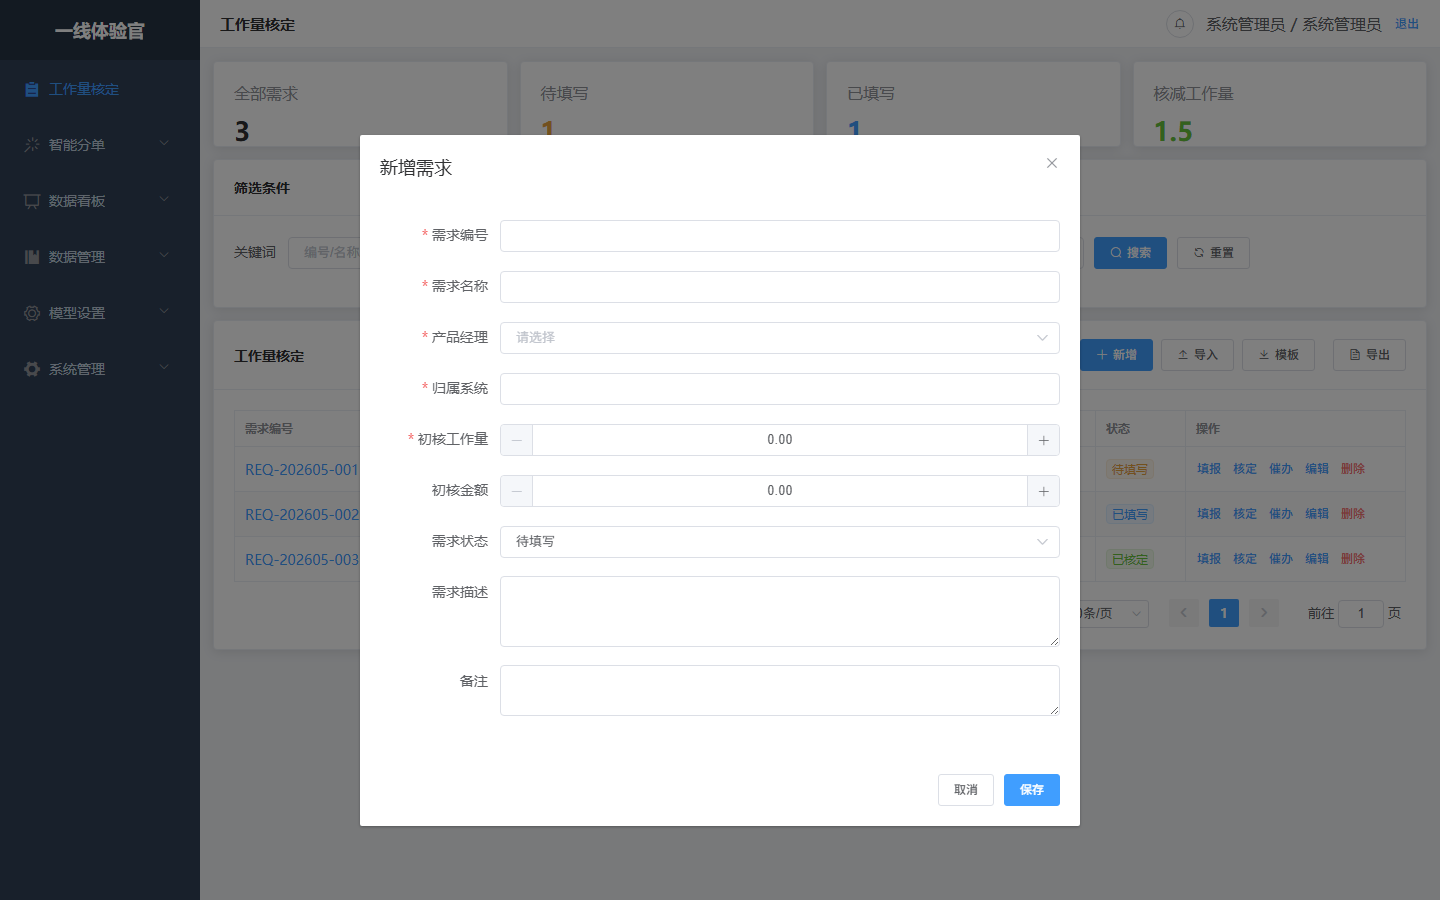 一线体验官
工作量核定
智能分单
数据看板
数据管理
模型设置
系统管理
工作量核定
系统管理员 / 系统管理员
退出
全部需求
3
待填写
1
已填写
1
核减工作量
1.5
筛选条件
关键词
编号/名称
搜索
重置
工作量核定
新增
导入
模板
导出
需求编号
状态
操作
REQ-202605-001
待填写
填报 核定 催办 编辑 删除
REQ-202605-002
已填写
填报 核定 催办 编辑 删除
REQ-202605-003
已核定
填报 核定 催办 编辑 删除
条/页
1
前往 1 页
新增需求
* 需求编号
* 需求名称
* 产品经理
请选择
* 归属系统
* 初核工作量
0.00
初核金额
0.00
需求状态
待填写
需求描述
备注
取消
保存